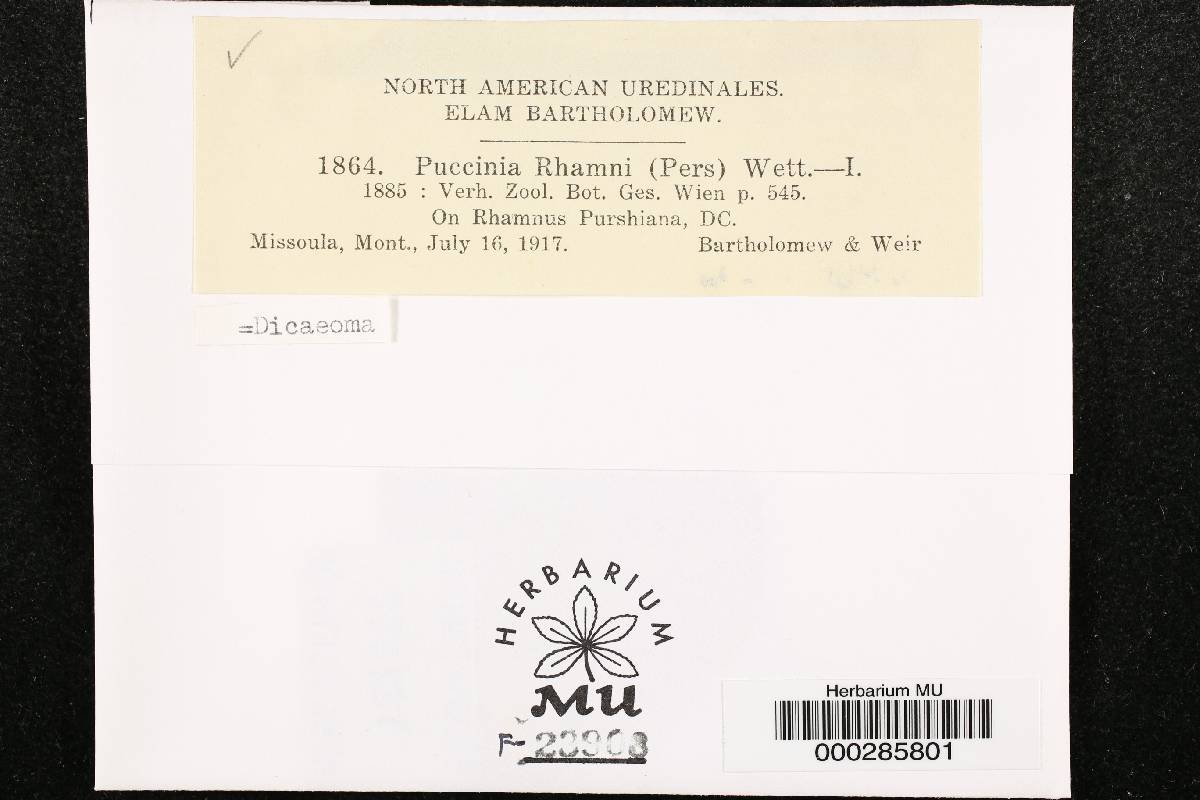 NORTH AMERICAN UREDINALES.
ELAM BARTHOLOMEW.
1864. Puccinia Rhamni (Pers) Wett.—I.
1885 : Verh. Zool. Bot. Ges. Wien p. 545.
On Rhamnus Purshiana, DC.
Missoula, Mont., July 16, 1917. Bartholomew & Weir
=Dicaeoma
HERBARIUM
MU
F-
Herbarium MU
000285801